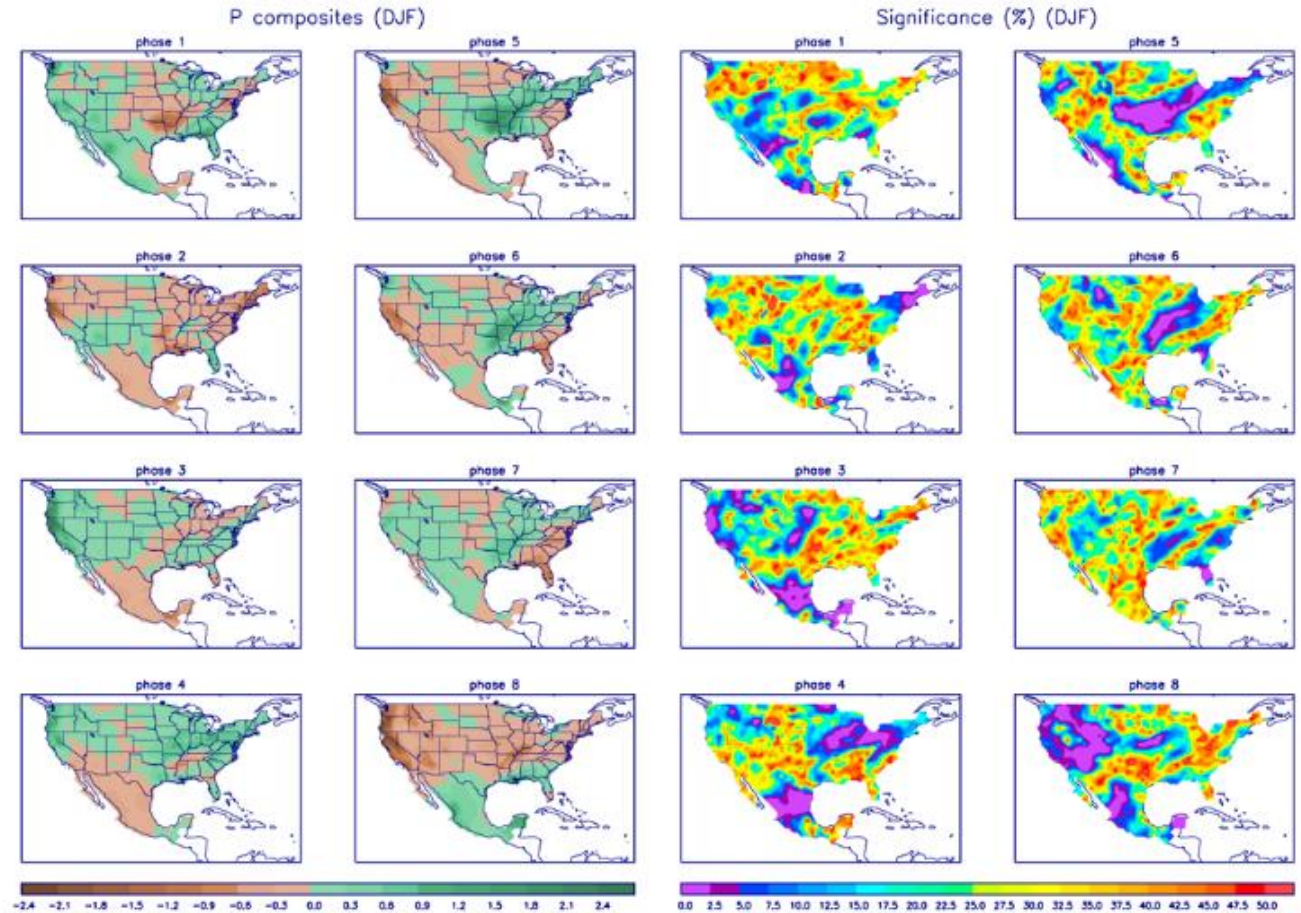 P composites (DJF)
Significance (%) (DJF)
phase 1
phase 5
phase 1
phase 5
phase 2
phase 6
phase 2
phase 6
phase 3
phase 7
phase 3
phase 7
phase 4
phase 8
phase 4
phase 8
-2.4 -2.1 -1.8 -1.5 -1.2 -0.9 -0.6 -0.3 0.0 0.3 0.6 0.9 1.2 1.5 1.8 2.1 2.4
0.0 2.5 5.0 7.5 10.0 12.5 15.0 17.5 20.0 22.5 25.0 27.5 30.0 32.5 35.0 37.5 40.0 42.5 45.0 47.5 50.0